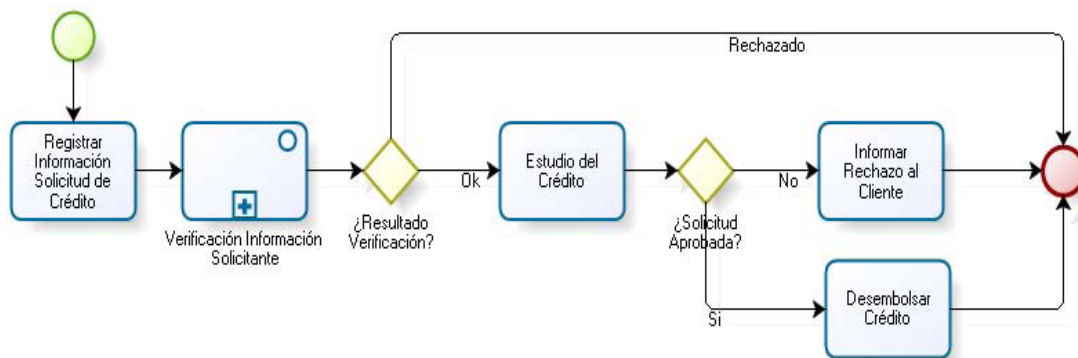 Rechazado
Registrar
Información
Solicitud de
Crédito
Verificación Información
Solicitante
¿Resultado
Verificación?
Ok
Estudio del
Crédito
¿Solicitud
Aprobada?
No
Informar
Rechazo al
Cliente
Si
Desembolsar
Crédito